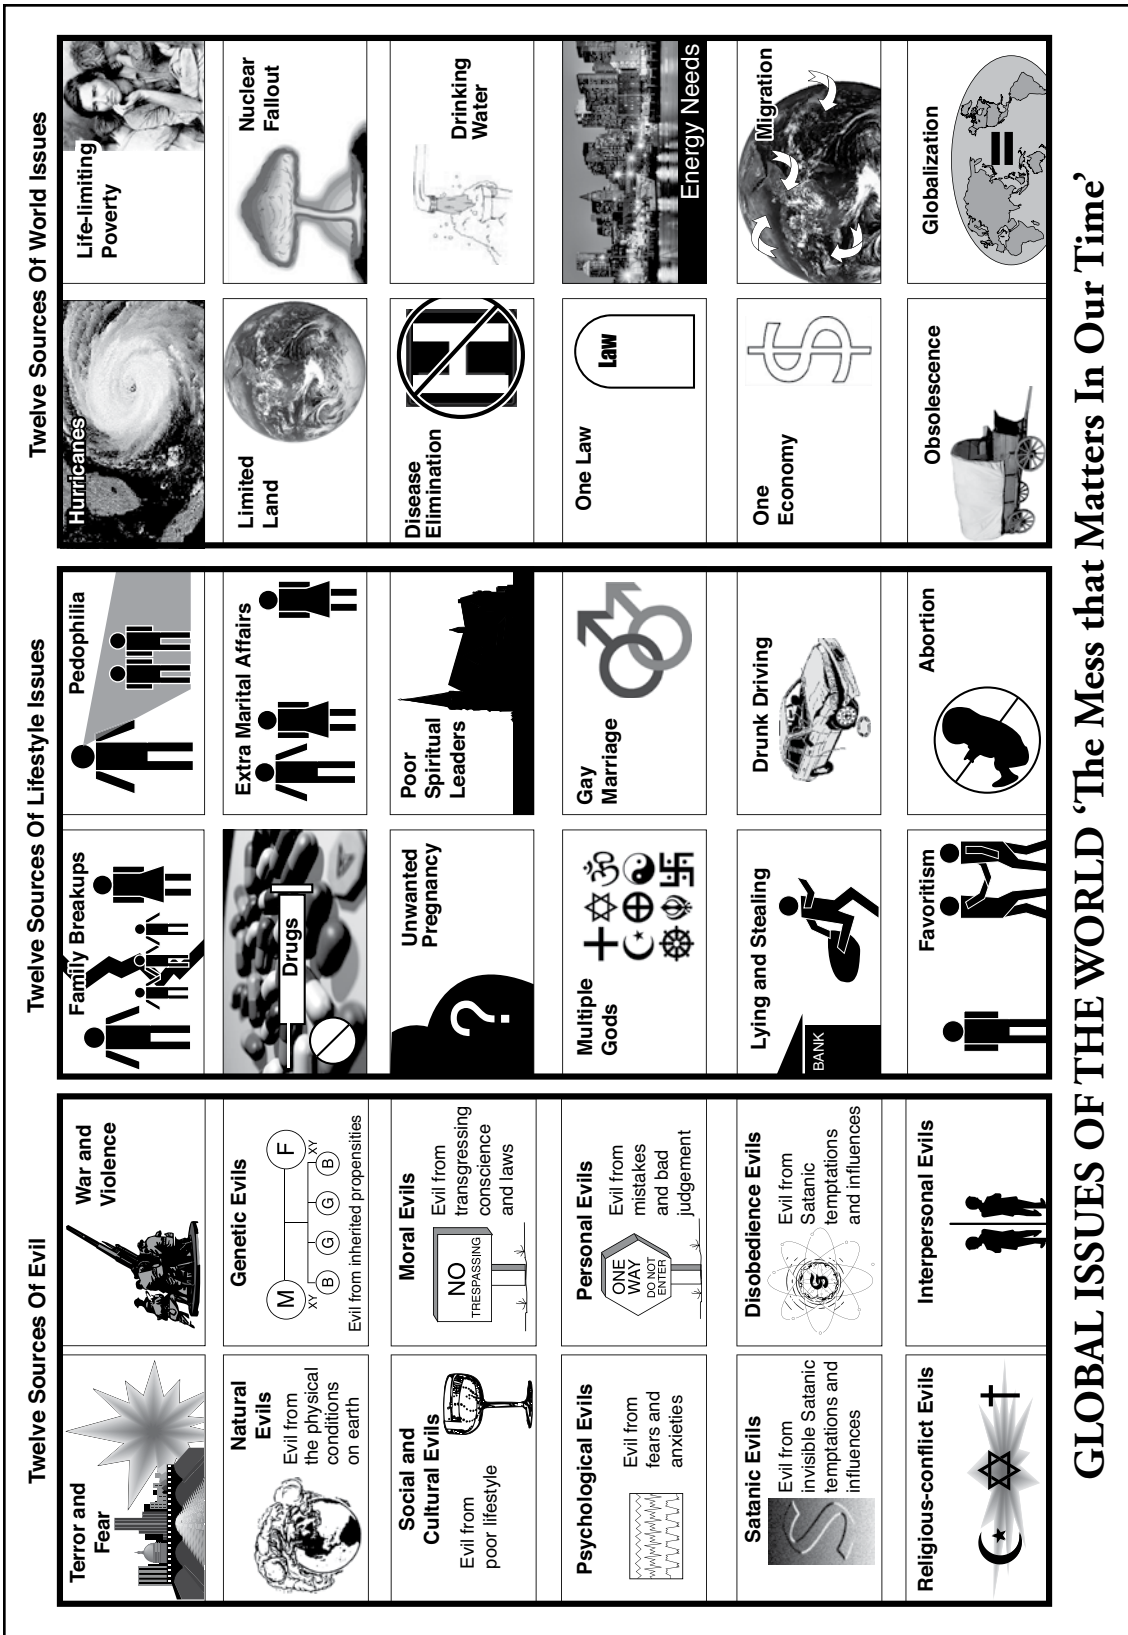 Twelve Sources Of Evil
Terror and
Fear
War and
Violence
Natural
Evils
Evil from
the physical
conditions
on earth
Genetic Evils
M
F
XY
XY
B
G
G
B
Evil from inherited propensities
Social and
Cultural Evils
Evil from
poor lifestyle
Moral Evils
NO
TRESPASSING
Evil from
transgressing
conscience
and laws
Psychological Evils
Evil from
fears and
anxieties
Personal Evils
ONE
WAY
DO NOT
ENTER
Evil from
mistakes
and bad
judgement
Satanic Evils
S
Evil from
invisible Satanic
temptations and
influences
Disobedience Evils
S
Evil from
Satanic
temptations
and influences
Religious-conflict Evils
Interpersonal Evils
Twelve Sources Of Lifestyle Issues
Family Breakups
Pedophilia
Drugs
Extra Marital Affairs
?
Unwanted
Pregnancy
Poor
Spiritual
Leaders
Multiple
Gods
ॐ
Gay
Marriage
Lying and Stealing
BANK
Drunk Driving
Favoritism
Abortion
Twelve Sources Of World Issues
Hurricanes
Life-limiting
Poverty
Limited
Land
Nuclear
Fallout
Disease
Elimination
H
Drinking
Water
One Law
Law
Energy Needs
One
Economy
$
Migration
Obsolescence
Globalization
=
GLOBAL ISSUES OF THE WORLD ‘The Mess that Matters In Our Time’